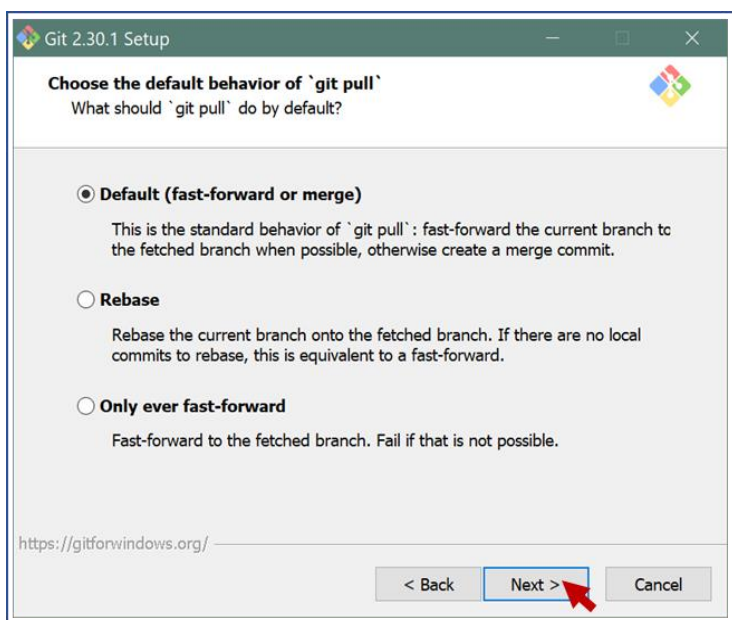 Git 2.30.1 Setup
Choose the default behavior of `git pull`
What should `git pull` do by default?
Default (fast-forward or merge)
This is the standard behavior of `git pull`: fast-forward the current branch to
the fetched branch when possible, otherwise create a merge commit.
Rebase
Rebase the current branch onto the fetched branch. If there are no local
commits to rebase, this is equivalent to a fast-forward.
Only ever fast-forward
Fast-forward to the fetched branch. Fail if that is not possible.
https://gitforwindows.org/
< Back Next > Cancel